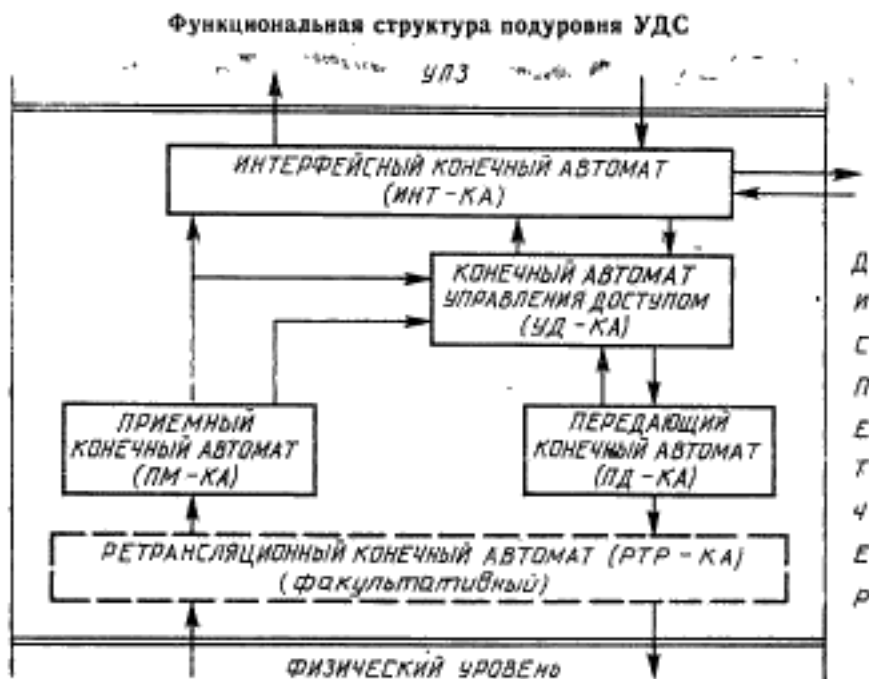 Функциональная структура подуровня УДС
УЛЗ
ИНТЕРФЕЙСНЫЙ КОНЕЧНЫЙ АВТОМАТ
(ИНТ-КА)
КОНЕЧНЫЙ АВТОМАТ
УПРАВЛЕНИЯ ДОСТУПОМ
(УД-КА)
ПРИЕМНЫЙ
КОНЕЧНЫЙ АВТОМАТ
(ПМ-КА)
ПЕРЕДАЮЩИЙ
КОНЕЧНЫЙ АВТОМАТ
(ПД-КА)
РЕТРАНСЛЯЦИОННЫЙ КОНЕЧНЫЙ АВТОМАТ (РТР-КА)
(факультативный)
ФИЗИЧЕСКИЙ УРОВЕНЬ
ДИСПЕТЧЕР